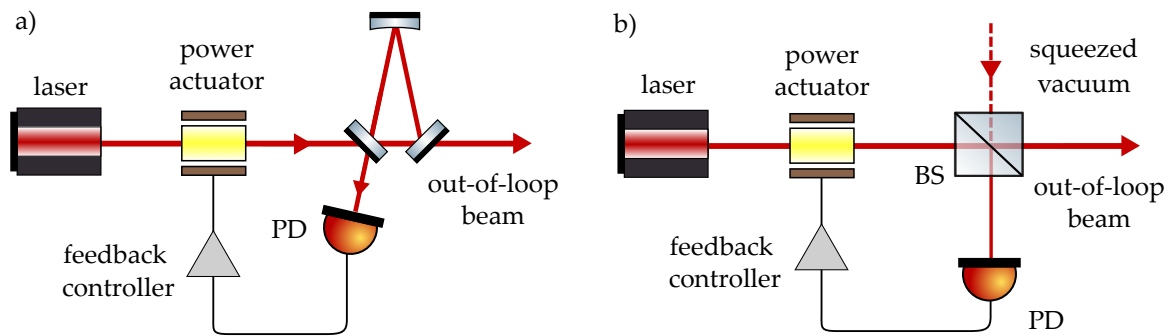 a)
power
actuator
laser
PD
out-of-loop
beam
feedback
controller
b)
squeezed
vacuum
power
actuator
laser
BS
out-of-loop
beam
feedback
controller
PD